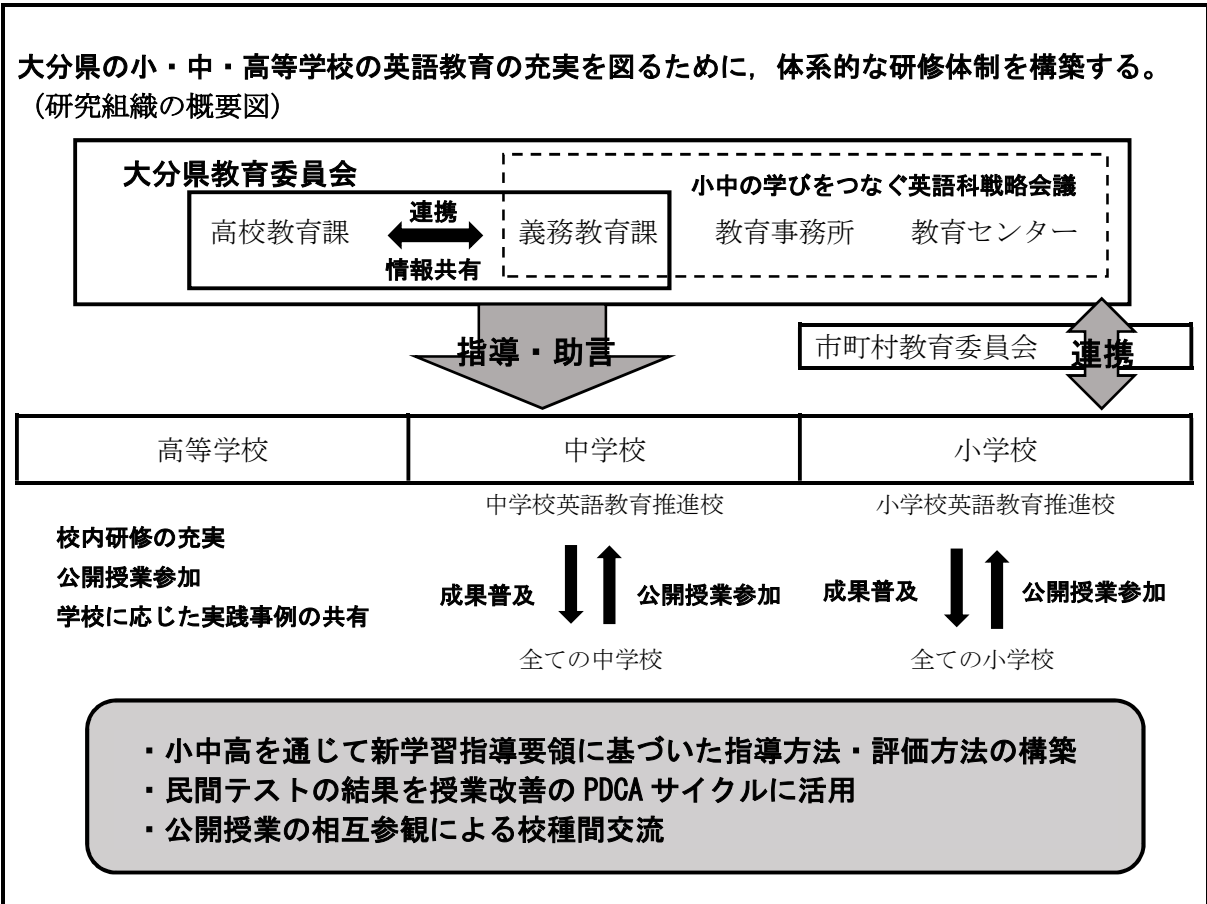 大分県の小・中・高等学校の英語教育の充実を図るために，体系的な研修体制を構築する。
（研究組織の概要図）
大分県教育委員会
小中の学びをつなぐ英語科戦略会議
高校教育課
連携
情報共有
義務教育課
教育事務所
教育センター
指導・助言
市町村教育委員会
連携
高等学校
中学校
小学校
中学校英語教育推進校
小学校英語教育推進校
校内研修の充実
公開授業参加
学校に応じた実践事例の共有
成果普及
公開授業参加
成果普及
公開授業参加
全ての中学校
全ての小学校
・小中高を通じて新学習指導要領に基づいた指導方法・評価方法の構築
・民間テストの結果を授業改善の PDCA サイクルに活用
・公開授業の相互参観による校種間交流